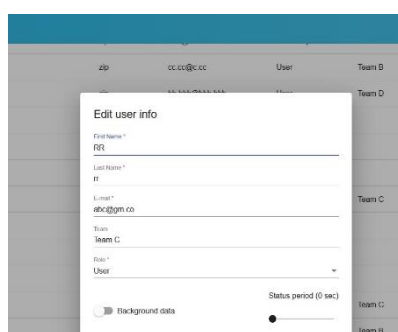 zip cc.cc@c.cc User Team B
Team D
Edit user info
First Name *
RR
Last Name *
rr
E-mail *
abc@gm.co
Team C
Team
Team C
Role *
User
Status period (0 sec)
Background data
Team C
Team B